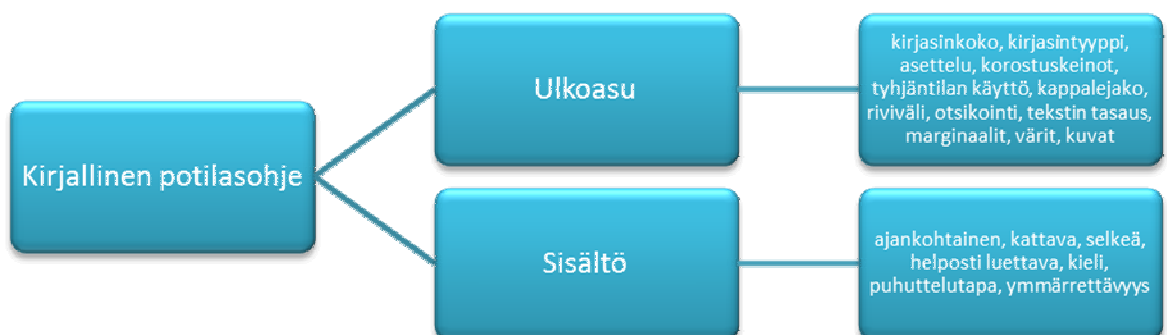 Kirjallinen potilasohje
Ulkoasu
kirjasinkoko, kirjasintyyppi,
asettelu, korostuskeinot,
tyhjäntilan käyttö, kappalejako,
riviväli, otsikointi, tekstin tasaus,
marginaalit, värit, kuvat
Sisältö
ajankohtainen, kattava, selkeä,
helposti luettava, kieli,
puhuttelutapa, ymmärrettävyys